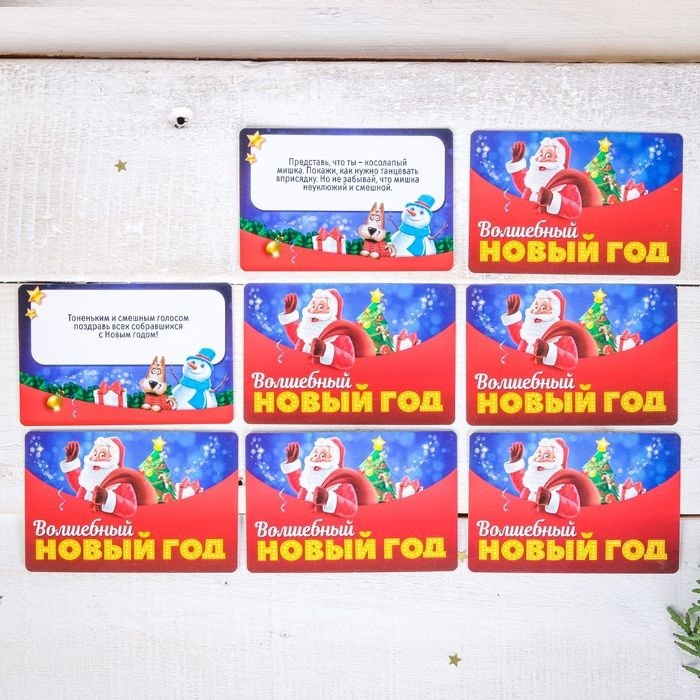 Представь, что ты – косолапый
мишка. Покажи, как нужно танцевать
вприсядку. Но не забывай, что мишка
неуклюжий и смешной.
Волшебный
НОВЫЙ ГОД
Тоненьким и смешным голосом
поздравь всех собравшихся
с Новым годом!
Волшебный
НОВЫЙ ГОД
Волшебный
НОВЫЙ ГОД
Волшебный
НОВЫЙ ГОД
Волшебный
НОВЫЙ ГОД
Волшебный
НОВЫЙ ГОД